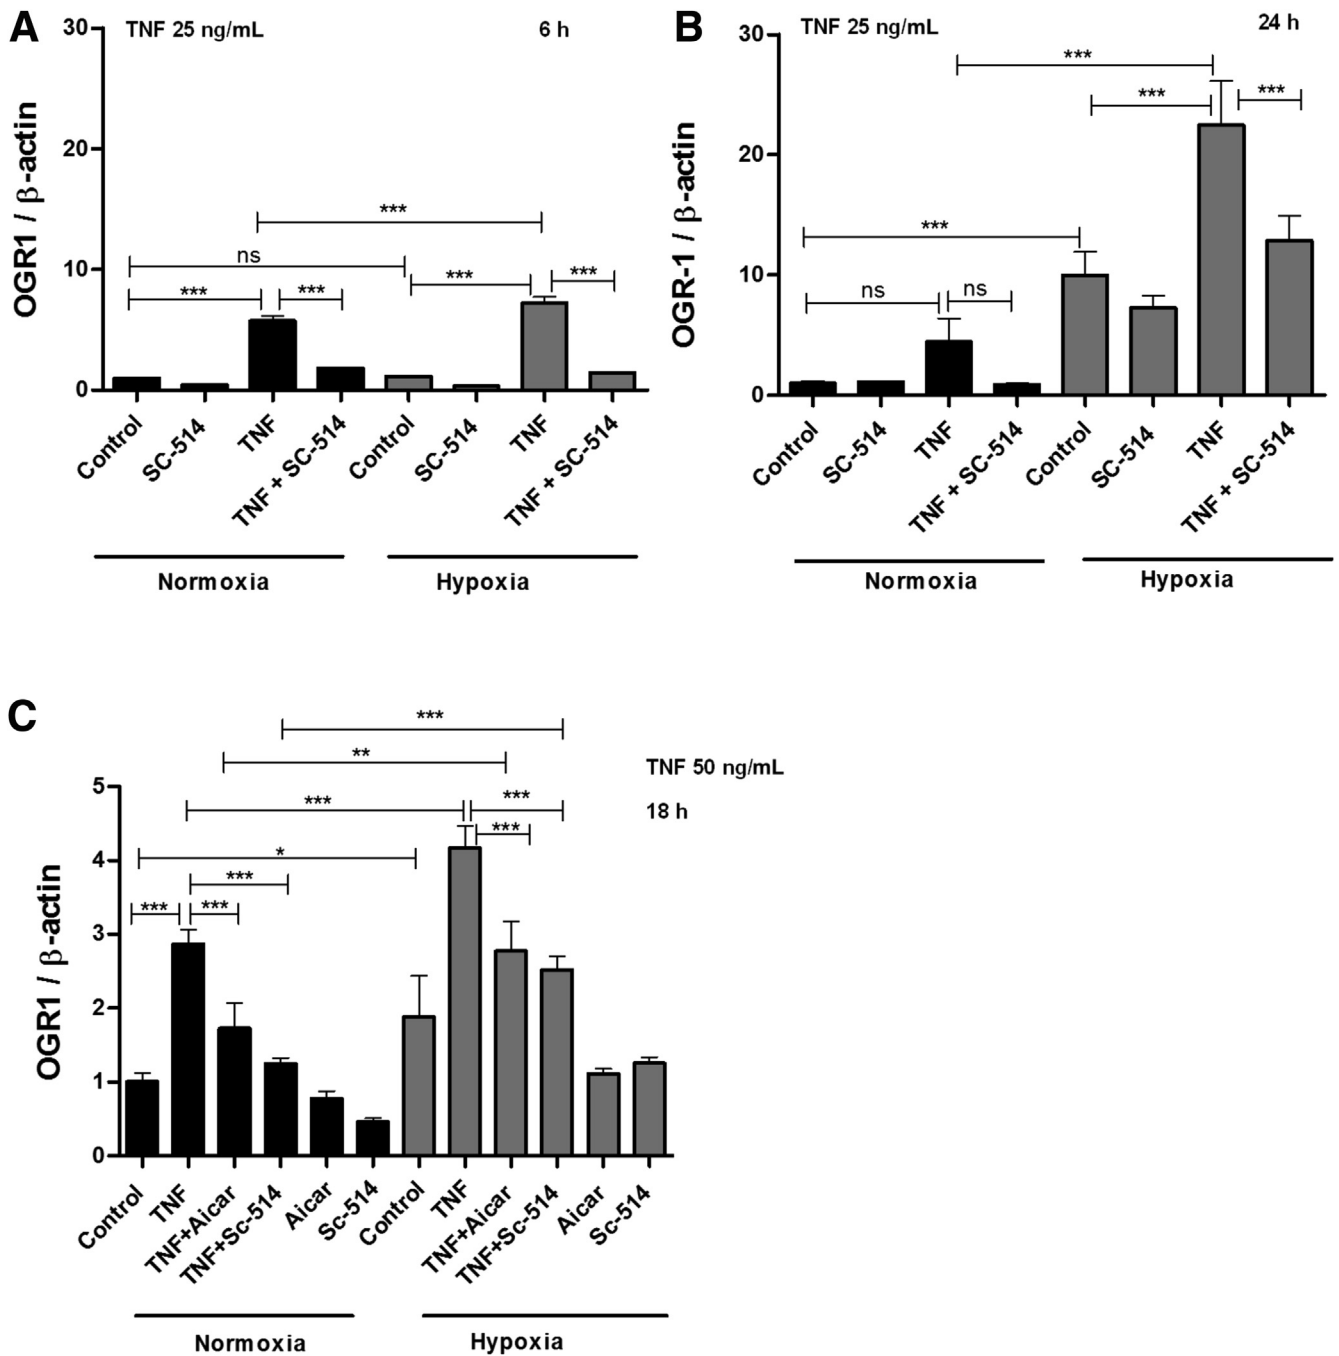 A
TNF 25 ng/mL
6 h
OGR1 / β-actin
30
20
10
0
***
ns
***
***
***
***
Control
SC-514
TNF
TNF + SC-514
Control
SC-514
TNF
TNF + SC-514
Normoxia
Hypoxia
B
TNF 25 ng/mL
24 h
OGR-1 / β-actin
30
20
10
0
***
***
***
***
ns
ns
Control
SC-514
TNF
TNF + SC-514
Control
SC-514
TNF
TNF + SC-514
Normoxia
Hypoxia
C
TNF 50 ng/mL
18 h
OGR1 / β-actin
5
4
3
2
1
0
***
**
***
***
***
*
***
***
***
Control
TNF
TNF+Aicar
TNF+Sc-514
Aicar
Sc-514
Control
TNF
TNF+Aicar
TNF+Sc-514
Aicar
Sc-514
Normoxia
Hypoxia